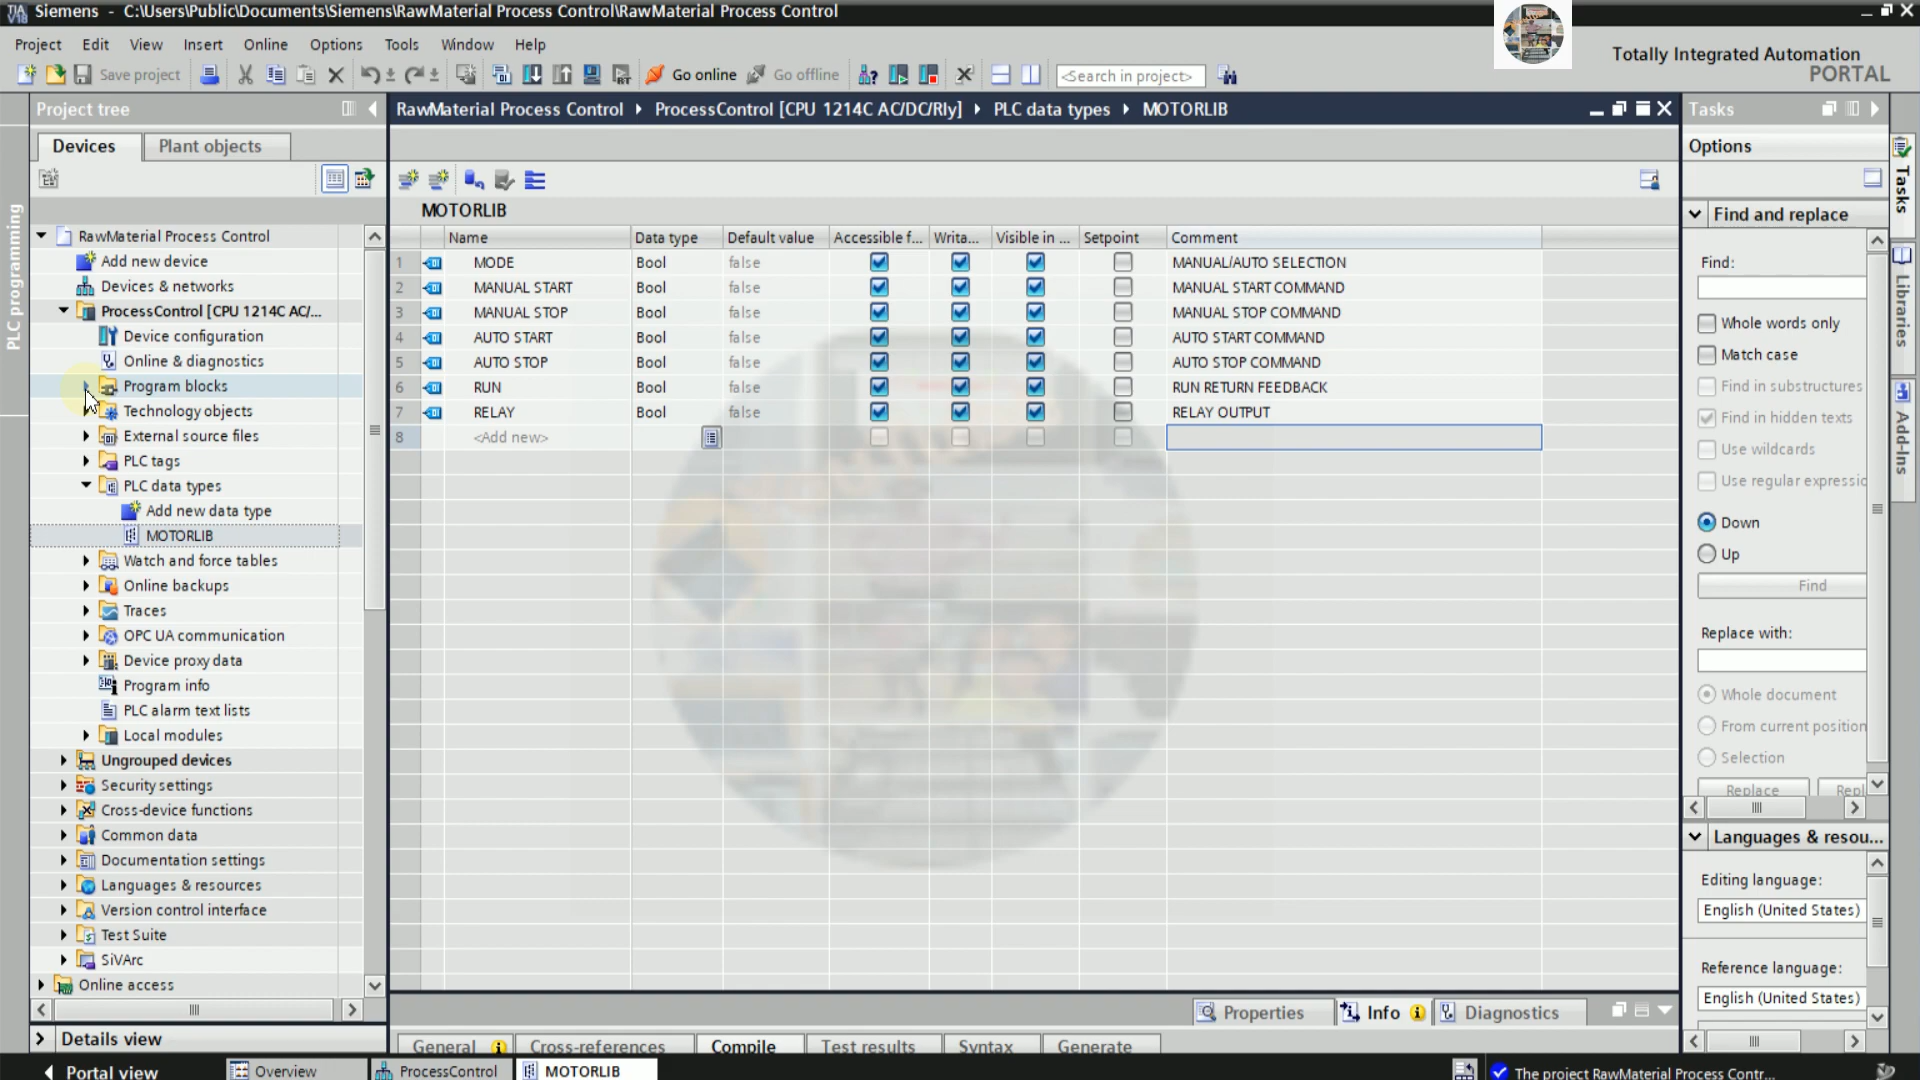 Siemens - C:\Users\Public\Documents\Siemens\RawMaterial Process Control\RawMaterial Process Control
Project Edit View Insert Online Options Tools Window Help
Totally Integrated Automation
PORTAL
Save project Go online Go offline <Search in project>
Project tree
RawMaterial Process Control ProcessControl [CPU 1214C AC/DC/Rly] PLC data types MOTORLIB
Tasks
Devices Plant objects
Options
PLC programming
Tasks
Libraries
Add-Ins
RawMaterial Process Control
Add new device
Devices & networks
ProcessControl [CPU 1214C AC/...
Device configuration
Online & diagnostics
Program blocks
Technology objects
External source files
PLC tags
PLC data types
Add new data type
MOTORLIB
Watch and force tables
Online backups
Traces
OPC UA communication
Device proxy data
Program info
PLC alarm text lists
Local modules
Ungrouped devices
Security settings
Cross-device functions
Common data
Documentation settings
Languages & resources
Version control interface
Test Suite
SiVArc
Online access
Details view
MOTORLIB
Name Data type Default value Accessible f... Writa... Visible in ... Setpoint Comment
1 MODE Bool false MANUAL/AUTO SELECTION
2 MANUAL START Bool false MANUAL START COMMAND
3 MANUAL STOP Bool false MANUAL STOP COMMAND
4 AUTO START Bool false AUTO START COMMAND
5 AUTO STOP Bool false AUTO STOP COMMAND
6 RUN Bool false RUN RETURN FEEDBACK
7 RELAY Bool false RELAY OUTPUT
8 <Add new>
Find and replace
Find:
Whole words only
Match case
Find in substructures
Find in hidden texts
Use wildcards
Use regular expressic
Down
Up
Find
Replace with:
Whole document
From current position
Selection
Replace Repl
Languages & resou...
Editing language:
English (United States)
Reference language:
English (United States)
Properties Info Diagnostics
General Cross-references Compile Test results Syntax Generate
Portal view Overview ProcessControl MOTORLIB The project RawMaterial Process Contr...